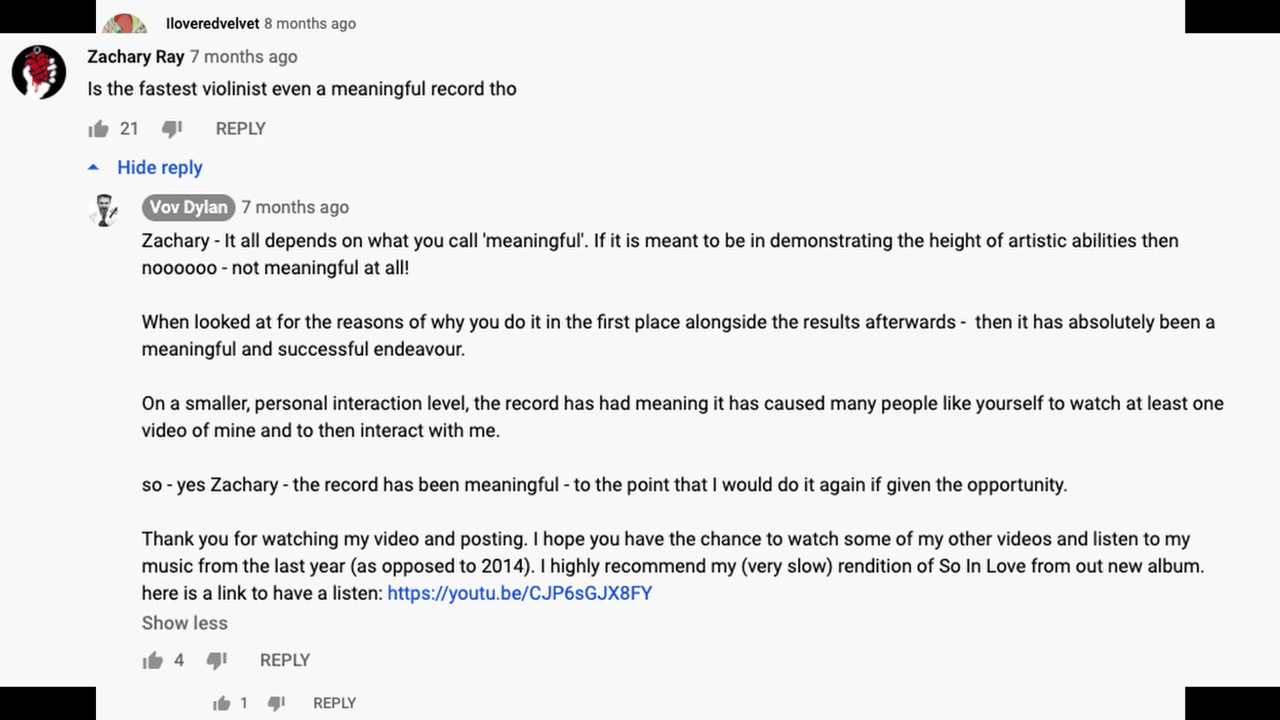 Iloveredvelvet 8 months ago
Zachary Ray 7 months ago
Is the fastest violinist even a meaningful record tho
21 REPLY
Hide reply
Vov Dylan 7 months ago
Zachary - It all depends on what you call 'meaningful'. If it is meant to be in demonstrating the height of artistic abilities then
noooooo - not meaningful at all!
When looked at for the reasons of why you do it in the first place alongside the results afterwards - then it has absolutely been a
meaningful and successful endeavour.
On a smaller, personal interaction level, the record has had meaning it has caused many people like yourself to watch at least one
video of mine and to then interact with me.
so - yes Zachary - the record has been meaningful - to the point that I would do it again if given the opportunity.
Thank you for watching my video and posting. I hope you have the chance to watch some of my other videos and listen to my
music from the last year (as opposed to 2014). I highly recommend my (very slow) rendition of So In Love from out new album.
here is a link to have a listen: https://youtu.be/CJP6sGJX8FY
Show less
4 REPLY
1 REPLY